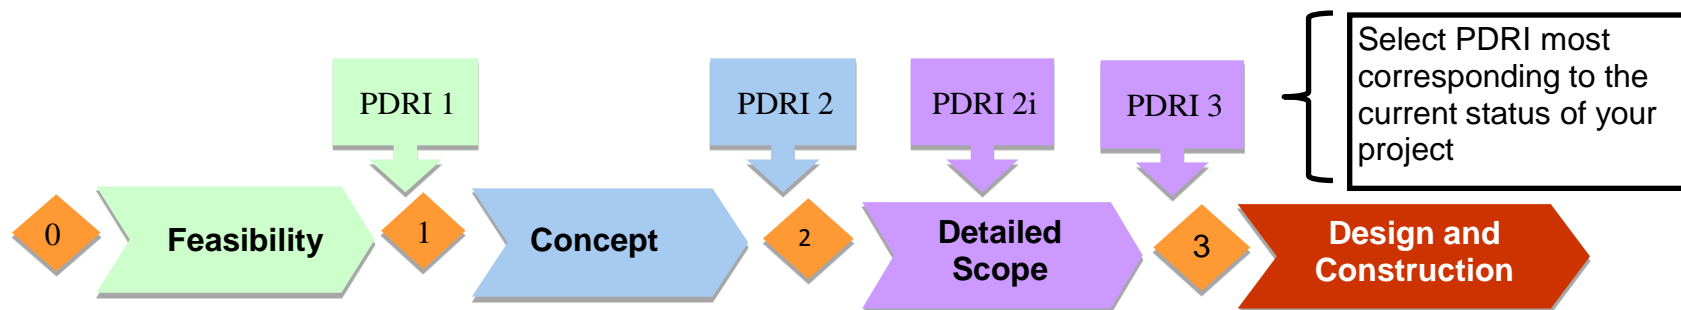 PDRI 1
PDRI 2
PDRI 2i
PDRI 3
Select PDRI most
corresponding to the
current status of your
project
0
Feasibility
1
Concept
2
Detailed
Scope
3
Design and
Construction